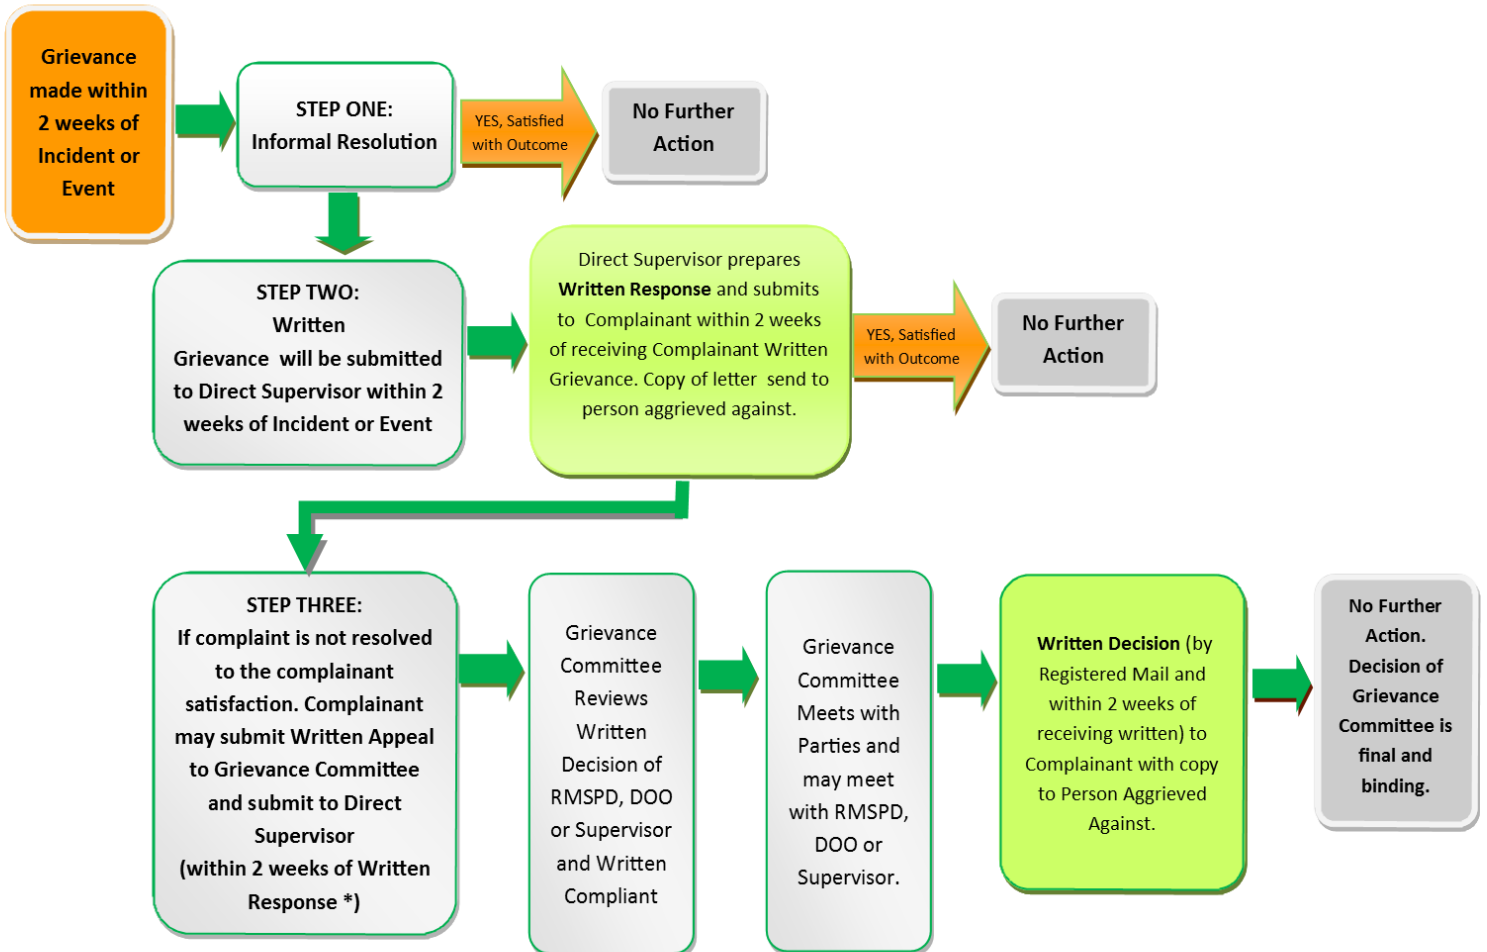 Grievance
made within
2 weeks of
Incident or
Event
STEP ONE:
Informal Resolution
YES, Satisfied
with Outcome
No Further
Action
STEP TWO:
Written
Grievance will be submitted
to Direct Supervisor within 2
weeks of Incident or Event
Direct Supervisor prepares
Written Response and submits
to Complainant within 2 weeks
of receiving Complainant Written
Grievance. Copy of letter send to
person aggrieved against.
YES, Satisfied
with Outcome
No Further
Action
STEP THREE:
If complaint is not resolved
to the complainant
satisfaction. Complainant
may submit Written Appeal
to Grievance Committee
and submit to Direct
Supervisor
(within 2 weeks of Written
Response *)
Grievance
Committee
Reviews
Written
Decision of
RMSPD, DOO
or Supervisor
and Written
Compliant
Grievance
Committee
Meets with
Parties and
may meet
with RMSPD,
DOO or
Supervisor.
Written Decision (by
Registered Mail and
within 2 weeks of
receiving written) to
Complainant with copy
to Person Aggrieved
Against.
No Further
Action.
Decision of
Grievance
Committee is
final and
binding.